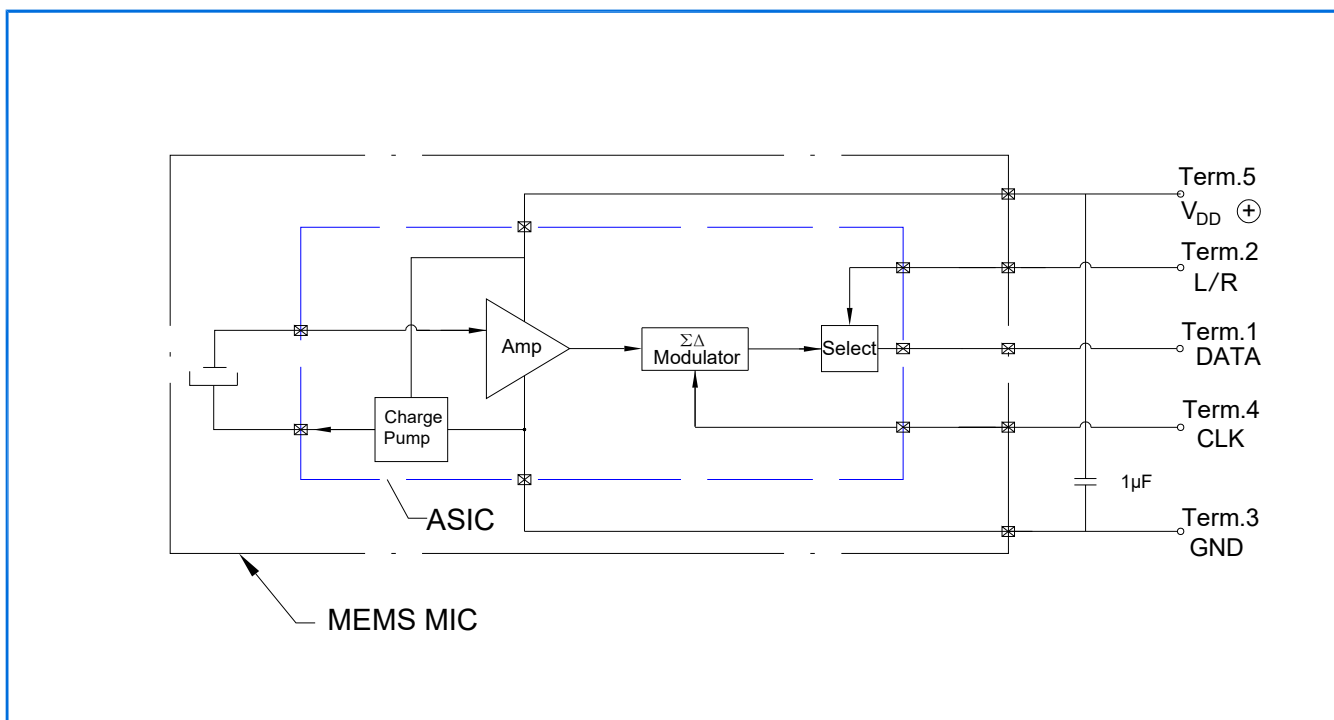 Term.5
VDD +
Term.2
L/R
Term.1
DATA
Term.4
CLK
1µF
Term.3
GND
Amp
ΣΔ
Modulator
Select
Charge
Pump
ASIC
MEMS MIC